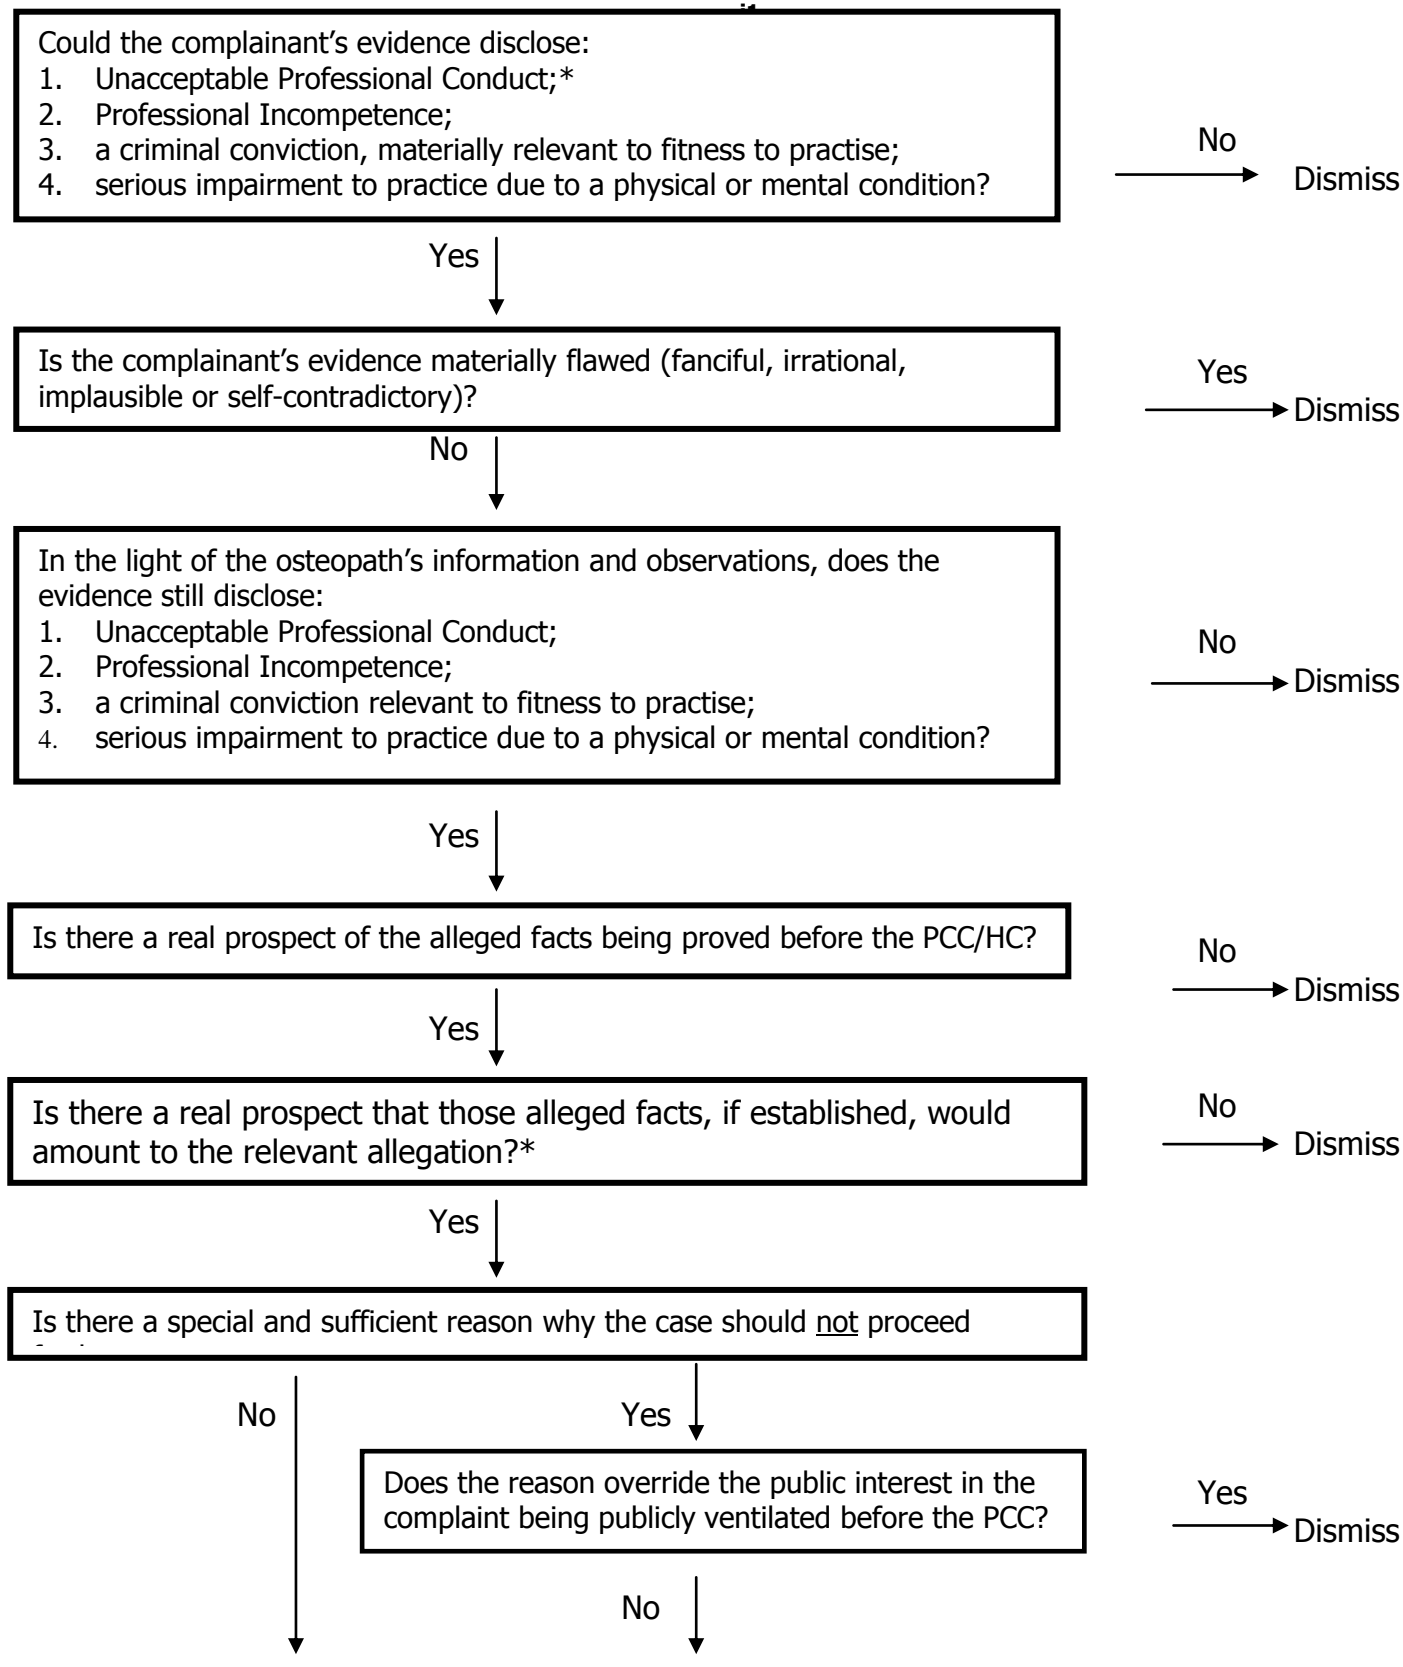 Could the complainant’s evidence disclose:
1. Unacceptable Professional Conduct;*
2. Professional Incompetence;
3. a criminal conviction, materially relevant to fitness to practise;
4. serious impairment to practice due to a physical or mental condition?
No
Dismiss
Yes
Is the complainant’s evidence materially flawed (fanciful, irrational,
implausible or self-contradictory)?
Yes
Dismiss
No
In the light of the osteopath’s information and observations, does the
evidence still disclose:
1. Unacceptable Professional Conduct;
2. Professional Incompetence;
3. a criminal conviction relevant to fitness to practise;
4. serious impairment to practice due to a physical or mental condition?
No
Dismiss
Yes
Is there a real prospect of the alleged facts being proved before the PCC/HC?
No
Dismiss
Yes
Is there a real prospect that those alleged facts, if established, would
amount to the relevant allegation?*
No
Dismiss
Yes
Is there a special and sufficient reason why the case should not proceed
No
Yes
Does the reason override the public interest in the
complaint being publicly ventilated before the PCC?
Yes
Dismiss
No